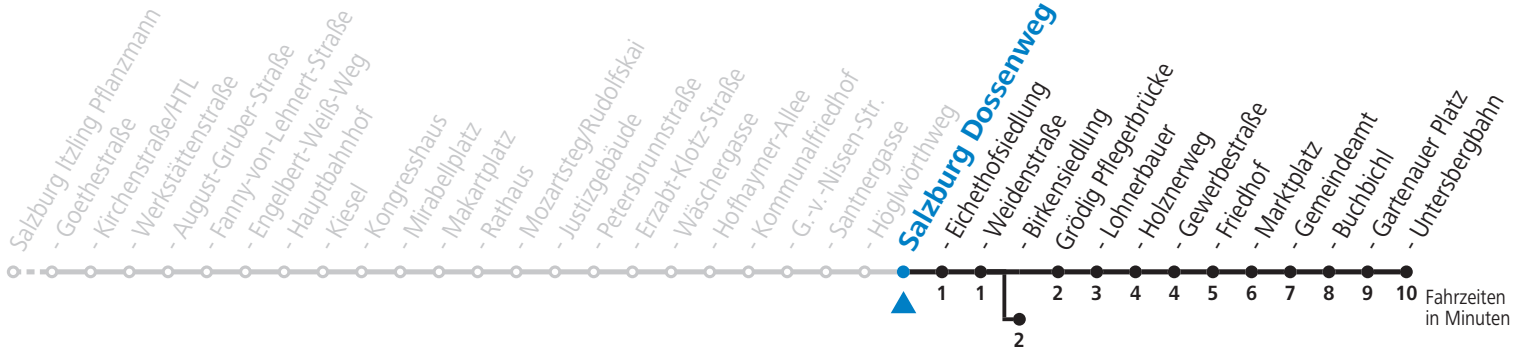 Salzburg Itzling Pflanzmann
- Goethestraße
- Kirchenstraße/HTL
- Werkstättenstraße
- August-Gruber-Straße
- Fanny-von-Lehnert-Straße
- Engelbert-Weiß-Weg
- Hauptbahnhof
- Kiesel
- Kongresshaus
- Mirabellplatz
- Makartplatz
- Rathaus
- Mozartsteg/Rudolfskai
- Justizgebäude
- Petersbrunnstraße
- Erzabt-Klotz-Straße
- Wäschergasse
- Hofhaymer-Allee
- Kommunalfriedhof
- G.-v.-Nissen-Str.
- Santnergasse
- Höglwörthweg
Salzburg Dossenweg
- Eichethofsiedlung
- Weidenstraße
- Birkensiedlung
Grödig Pflegerbrücke
- Lohnerbauer
- Holznerweg
- Gewerbestraße
- Friedhof
- Marktplatz
- Gemeindeamt
- Buchbichl
- Gartenauer Platz
- Untersbergbahn
1 1 2 3 4 4 5 6 7 8 9 10
2
Fahrzeiten
in Minuten